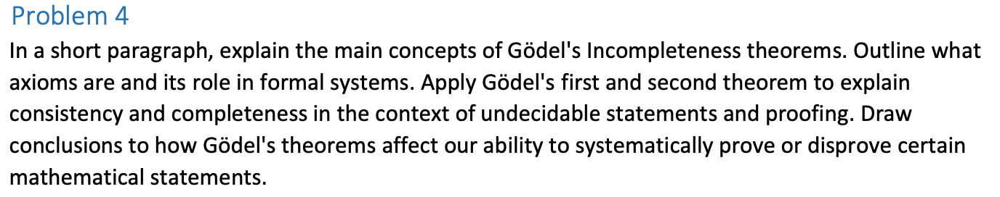 Problem 4
In a short paragraph, explain the main concepts of Gödel's Incompleteness theorems. Outline what
axioms are and its role in formal systems. Apply Gödel's first and second theorem to explain
consistency and completeness in the context of undecidable statements and proofing. Draw
conclusions to how Gödel's theorems affect our ability to systematically prove or disprove certain
mathematical statements.